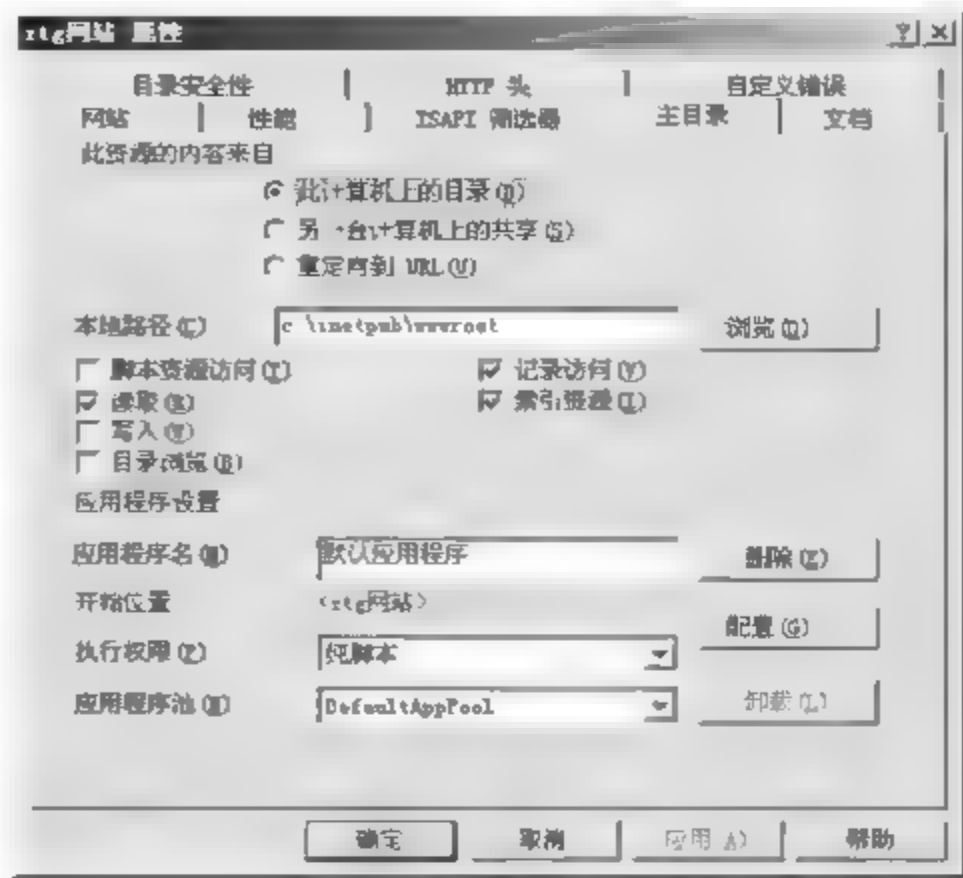 rtg网站 属性
目录安全性 HTTP 头 自定义错误
网站 性能 ISAPI 筛选器 主目录 文档
此资源的内容来自
此计算机上的目录(D)
另一台计算机上的共享(S)
重定向到 URL(U)
本地路径(C) c:\inetpub\wwwroot 浏览(O)
脚本资源访问(T) 记录访问(V)
读取(R) 索引资源(I)
写入(W)
目录浏览(B)
应用程序设置
应用程序名(M) 默认应用程序 删除(E)
开始位置 <rtg网站>
配置(G)
执行权限(P) 纯脚本
应用程序池(N) DefaultAppPool 卸载(L)
确定 取消 应用(A) 帮助